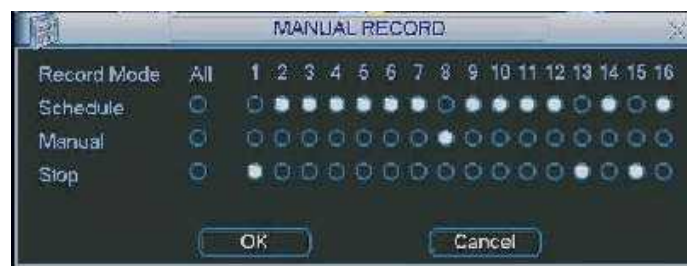 MANUAL RECORD
Record Mode All 1 2 3 4 5 6 7 8 9 10 11 12 13 14 15 16
Schedule
Manual
Stop
OK Cancel